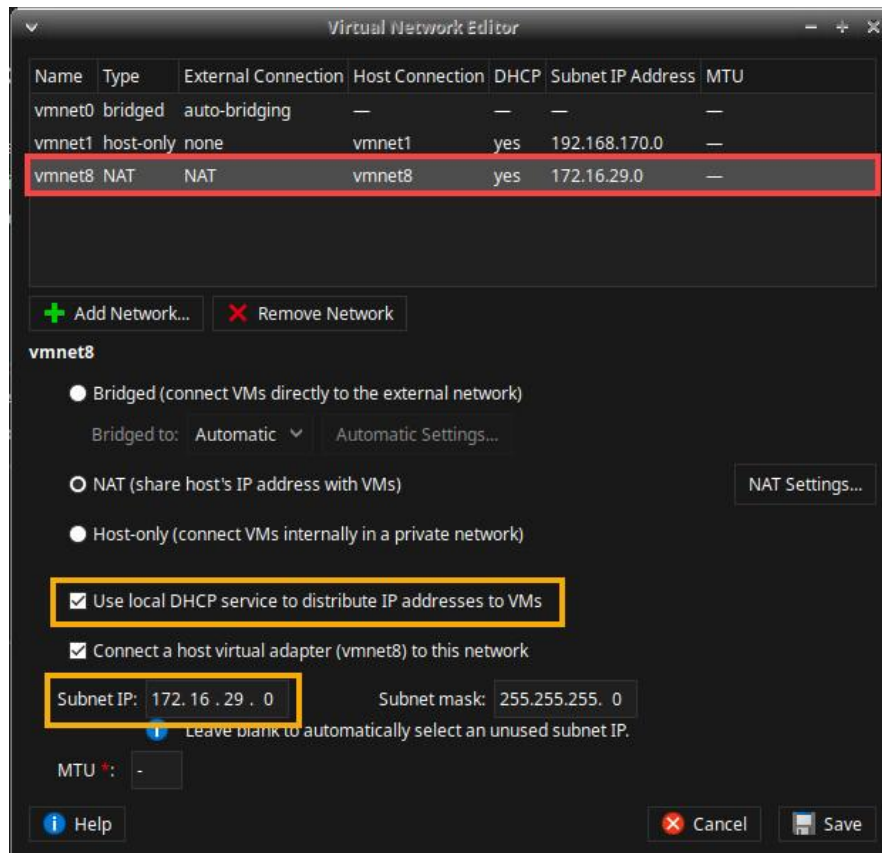 Virtual Network Editor
Name Type External Connection Host Connection DHCP Subnet IP Address MTU
vmnet0 bridged auto-bridging — — — —
vmnet1 host-only none vmnet1 yes 192.168.170.0 —
vmnet8 NAT NAT vmnet8 yes 172.16.29.0 —
Add Network... Remove Network
vmnet8
Bridged (connect VMs directly to the external network)
Bridged to: Automatic Automatic Settings...
NAT (share host's IP address with VMs) NAT Settings...
Host-only (connect VMs internally in a private network)
Use local DHCP service to distribute IP addresses to VMs
Connect a host virtual adapter (vmnet8) to this network
Subnet IP: 172. 16 . 29 . 0 Subnet mask: 255.255.255. 0
Leave blank to automatically select an unused subnet IP.
MTU *: -
Help Cancel Save